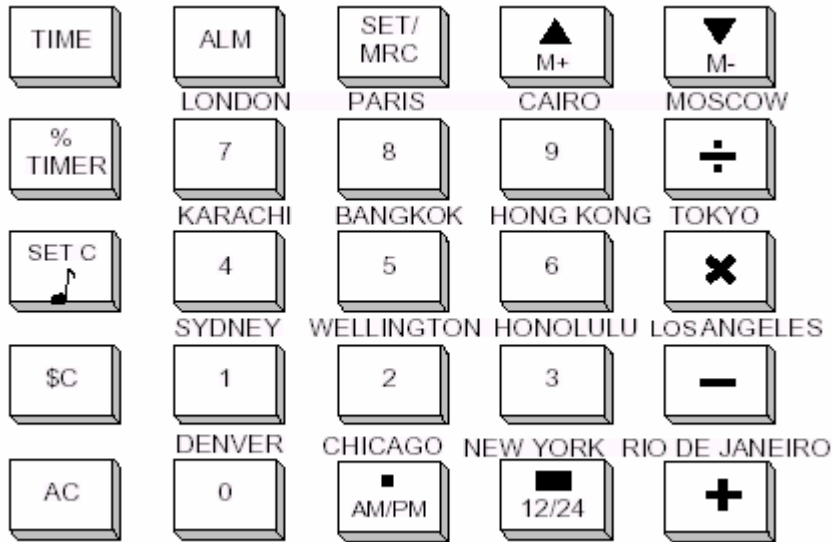 TIME ALM SET/ MRC ▲ M+ ▼ M-
LONDON PARIS CAIRO MOSCOW
% TIMER 7 8 9 ÷
KARACHI BANGKOK HONG KONG TOKYO
SET C ♪ 4 5 6 ×
SYDNEY WELLINGTON HONOLULU LOS ANGELES
$C 1 2 3 −
DENVER CHICAGO NEW YORK RIO DE JANEIRO
AC 0 . AM/PM 12/24 +